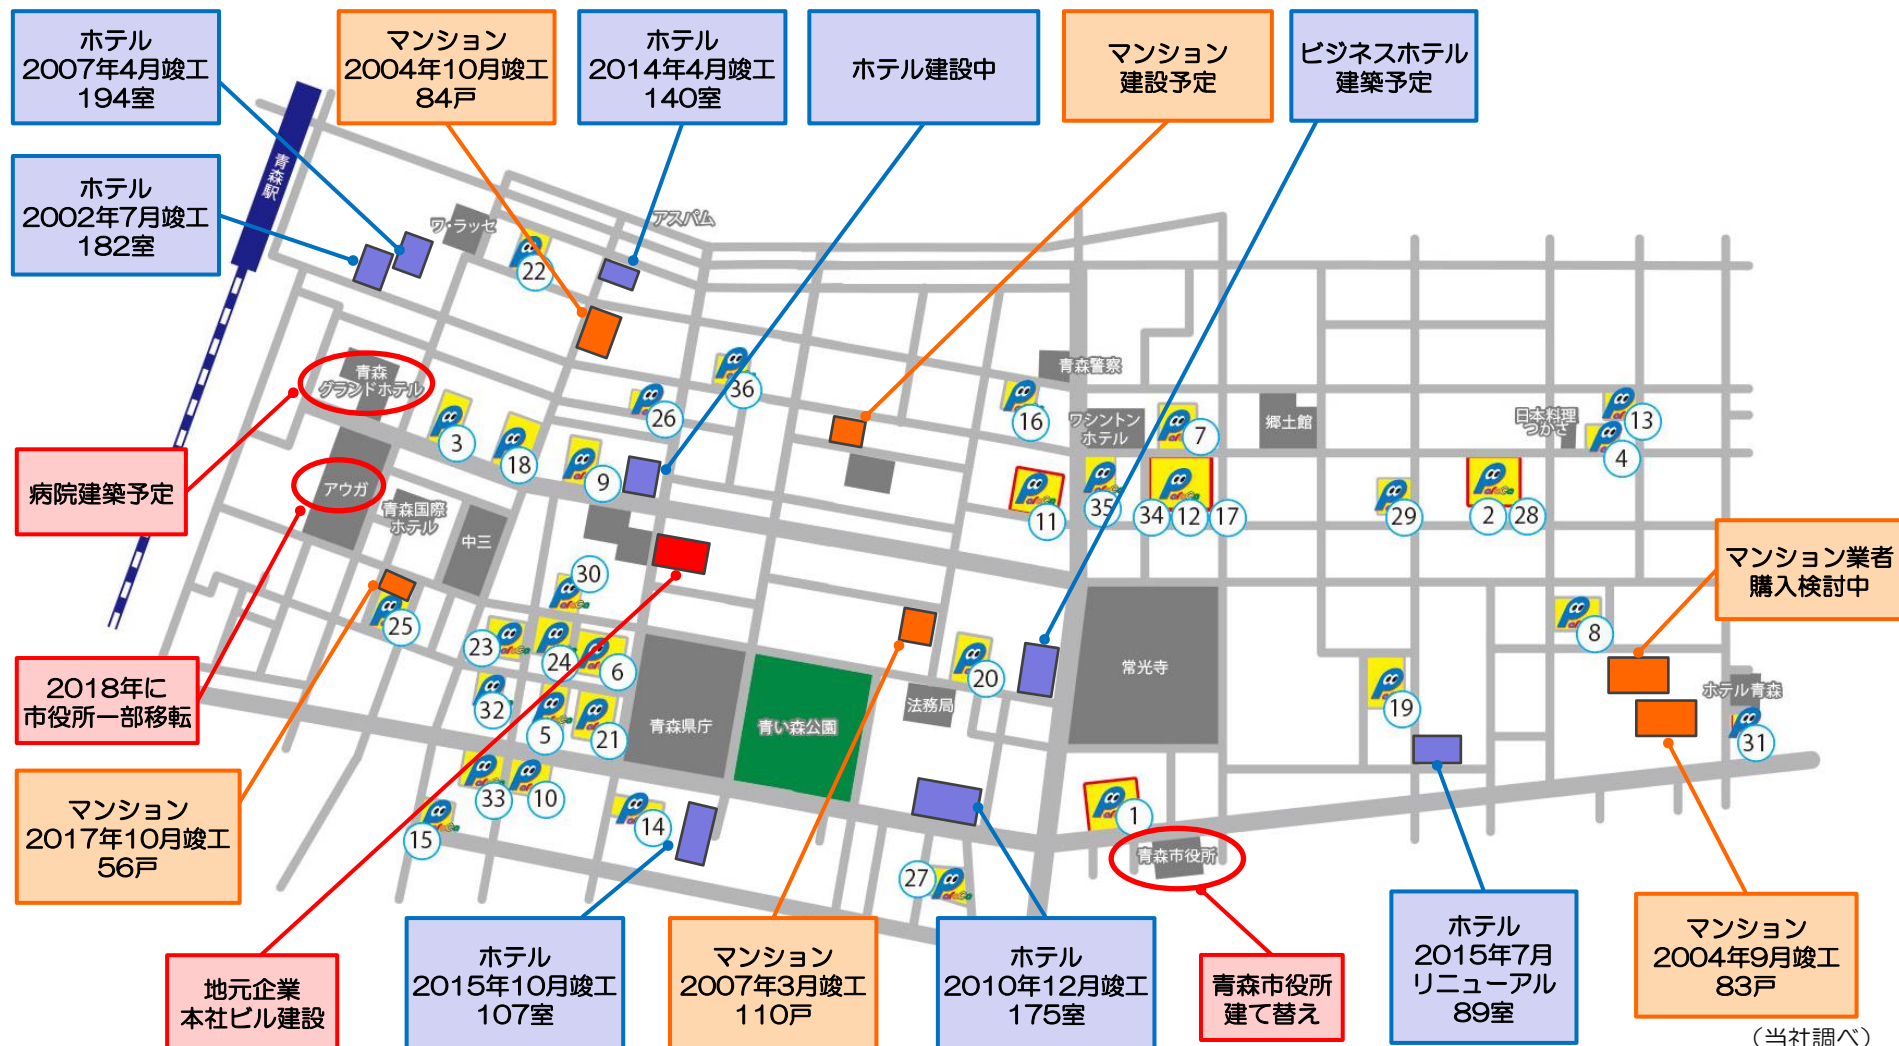 ホテル
2007年4月竣工
194室
マンション
2004年10月竣工
84戸
ホテル
2014年4月竣工
140室
ホテル建設中
マンション
建設予定
ビジネスホテル
建築予定
ホテル
2002年7月竣工
182室
青森駅
ワ・ラッセ
アスパム
22
36
26
青森
グランドホテル
3
18
9
青森警察
16
ワシントン
ホテル
7
郷土館
日本料理
つかさ
13
4
病院建築予定
アウガ
青森国際
ホテル
中三
11
35
34
12
17
29
2
28
マンション業者
購入検討中
30
25
23
24
6
20
常光寺
8
2018年に
市役所一部移転
32
5
21
青森県庁
青い森公園
法務局
19
ホテル青森
31
マンション
2017年10月竣工
56戸
33
10
15
14
1
青森市役所
27
地元企業
本社ビル建設
ホテル
2015年10月竣工
107室
マンション
2007年3月竣工
110戸
ホテル
2010年12月竣工
175室
青森市役所
建て替え
ホテル
2015年7月
リニューアル
89室
マンション
2004年9月竣工
83戸
（当社調べ）